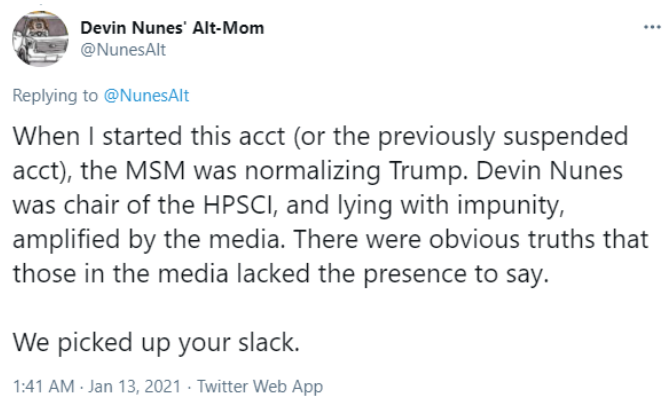 Devin Nunes' Alt-Mom
@NunesAlt
Replying to @NunesAlt
When I started this acct (or the previously suspended
acct), the MSM was normalizing Trump. Devin Nunes
was chair of the HPSCI, and lying with impunity,
amplified by the media. There were obvious truths that
those in the media lacked the presence to say.
We picked up your slack.
1:41 AM · Jan 13, 2021 · Twitter Web App